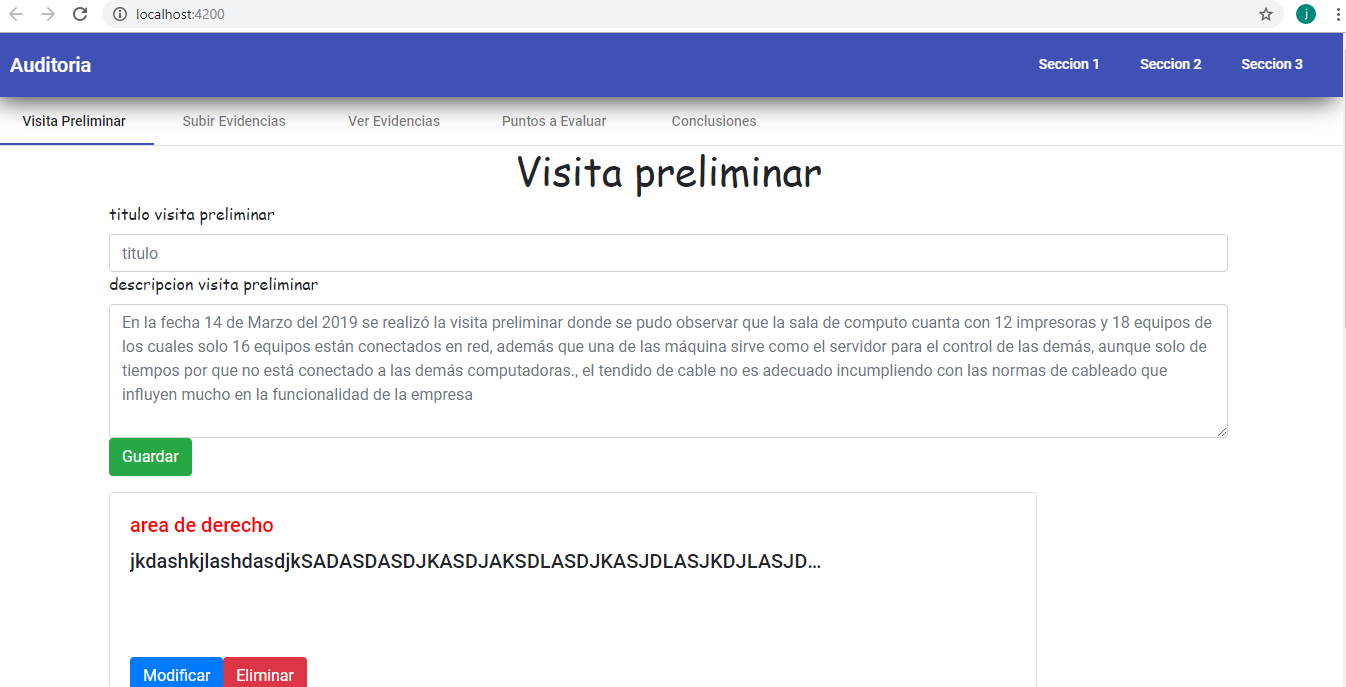 localhost:4200
j
Auditoria
Seccion 1 Seccion 2 Seccion 3
Visita Preliminar Subir Evidencias Ver Evidencias Puntos a Evaluar Conclusiones
Visita preliminar
titulo visita preliminar
titulo
descripcion visita preliminar
En la fecha 14 de Marzo del 2019 se realizó la visita preliminar donde se pudo observar que la sala de computo cuanta con 12 impresoras y 18 equipos de
los cuales solo 16 equipos están conectados en red, además que una de las máquina sirve como el servidor para el control de las demás, aunque solo de
tiempos por que no está conectado a las demás computadoras., el tendido de cable no es adecuado incumpliendo con las normas de cableado que
influyen mucho en la funcionalidad de la empresa
Guardar
area de derecho
jkdashkjlashdasdjkSADASDASDJKASDJAKSDLASDJKASJDLASJKDJLASJD...
Modificar Eliminar